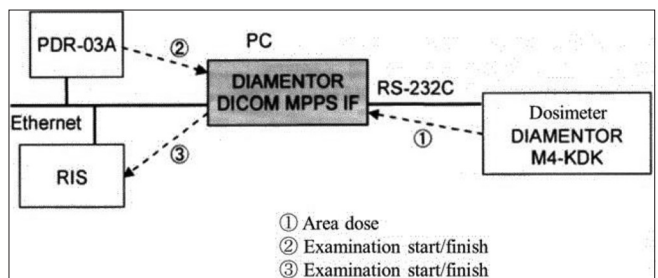 PDR-03A
②
PC
DIAMENTOR
DICOM MPPS IF
RS-232C
Ethernet
Dosimeter
DIAMENTOR
M4-KDK
①
③
RIS
① Area dose
② Examination start/finish
③ Examination start/finish